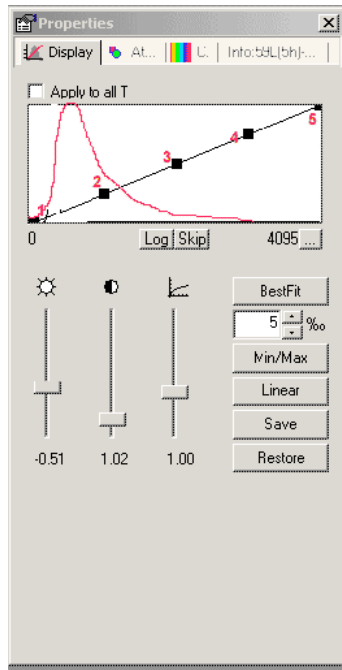 Properties
Display At... C. Info:59L[5h]-...
Apply to all T
1 2 3 4 5
0 Log Skip 4095 ...
BestFit
5 ‰
Min/Max
Linear
Save
-0.51 1.02 1.00 Restore